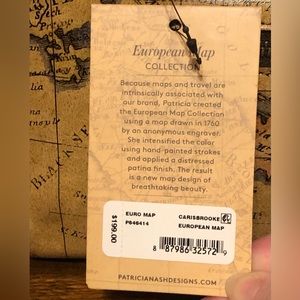 European Map
COLLECTION
Because maps and travel are
intrinsically associated with
our brand, Patricia created
the European Map Collection
using a map drawn in 1760
by an anonymous engraver.
She intensified the color
using hand-painted strokes
and applied a distressed
patina finish. The result
is a new map design of
breathtaking beauty.
$199.00
EURO MAP
P646414
CARISBROOKE
EUROPEAN MAP
8 87986 32572 9
PATRICIANASHDESIGNS.COM